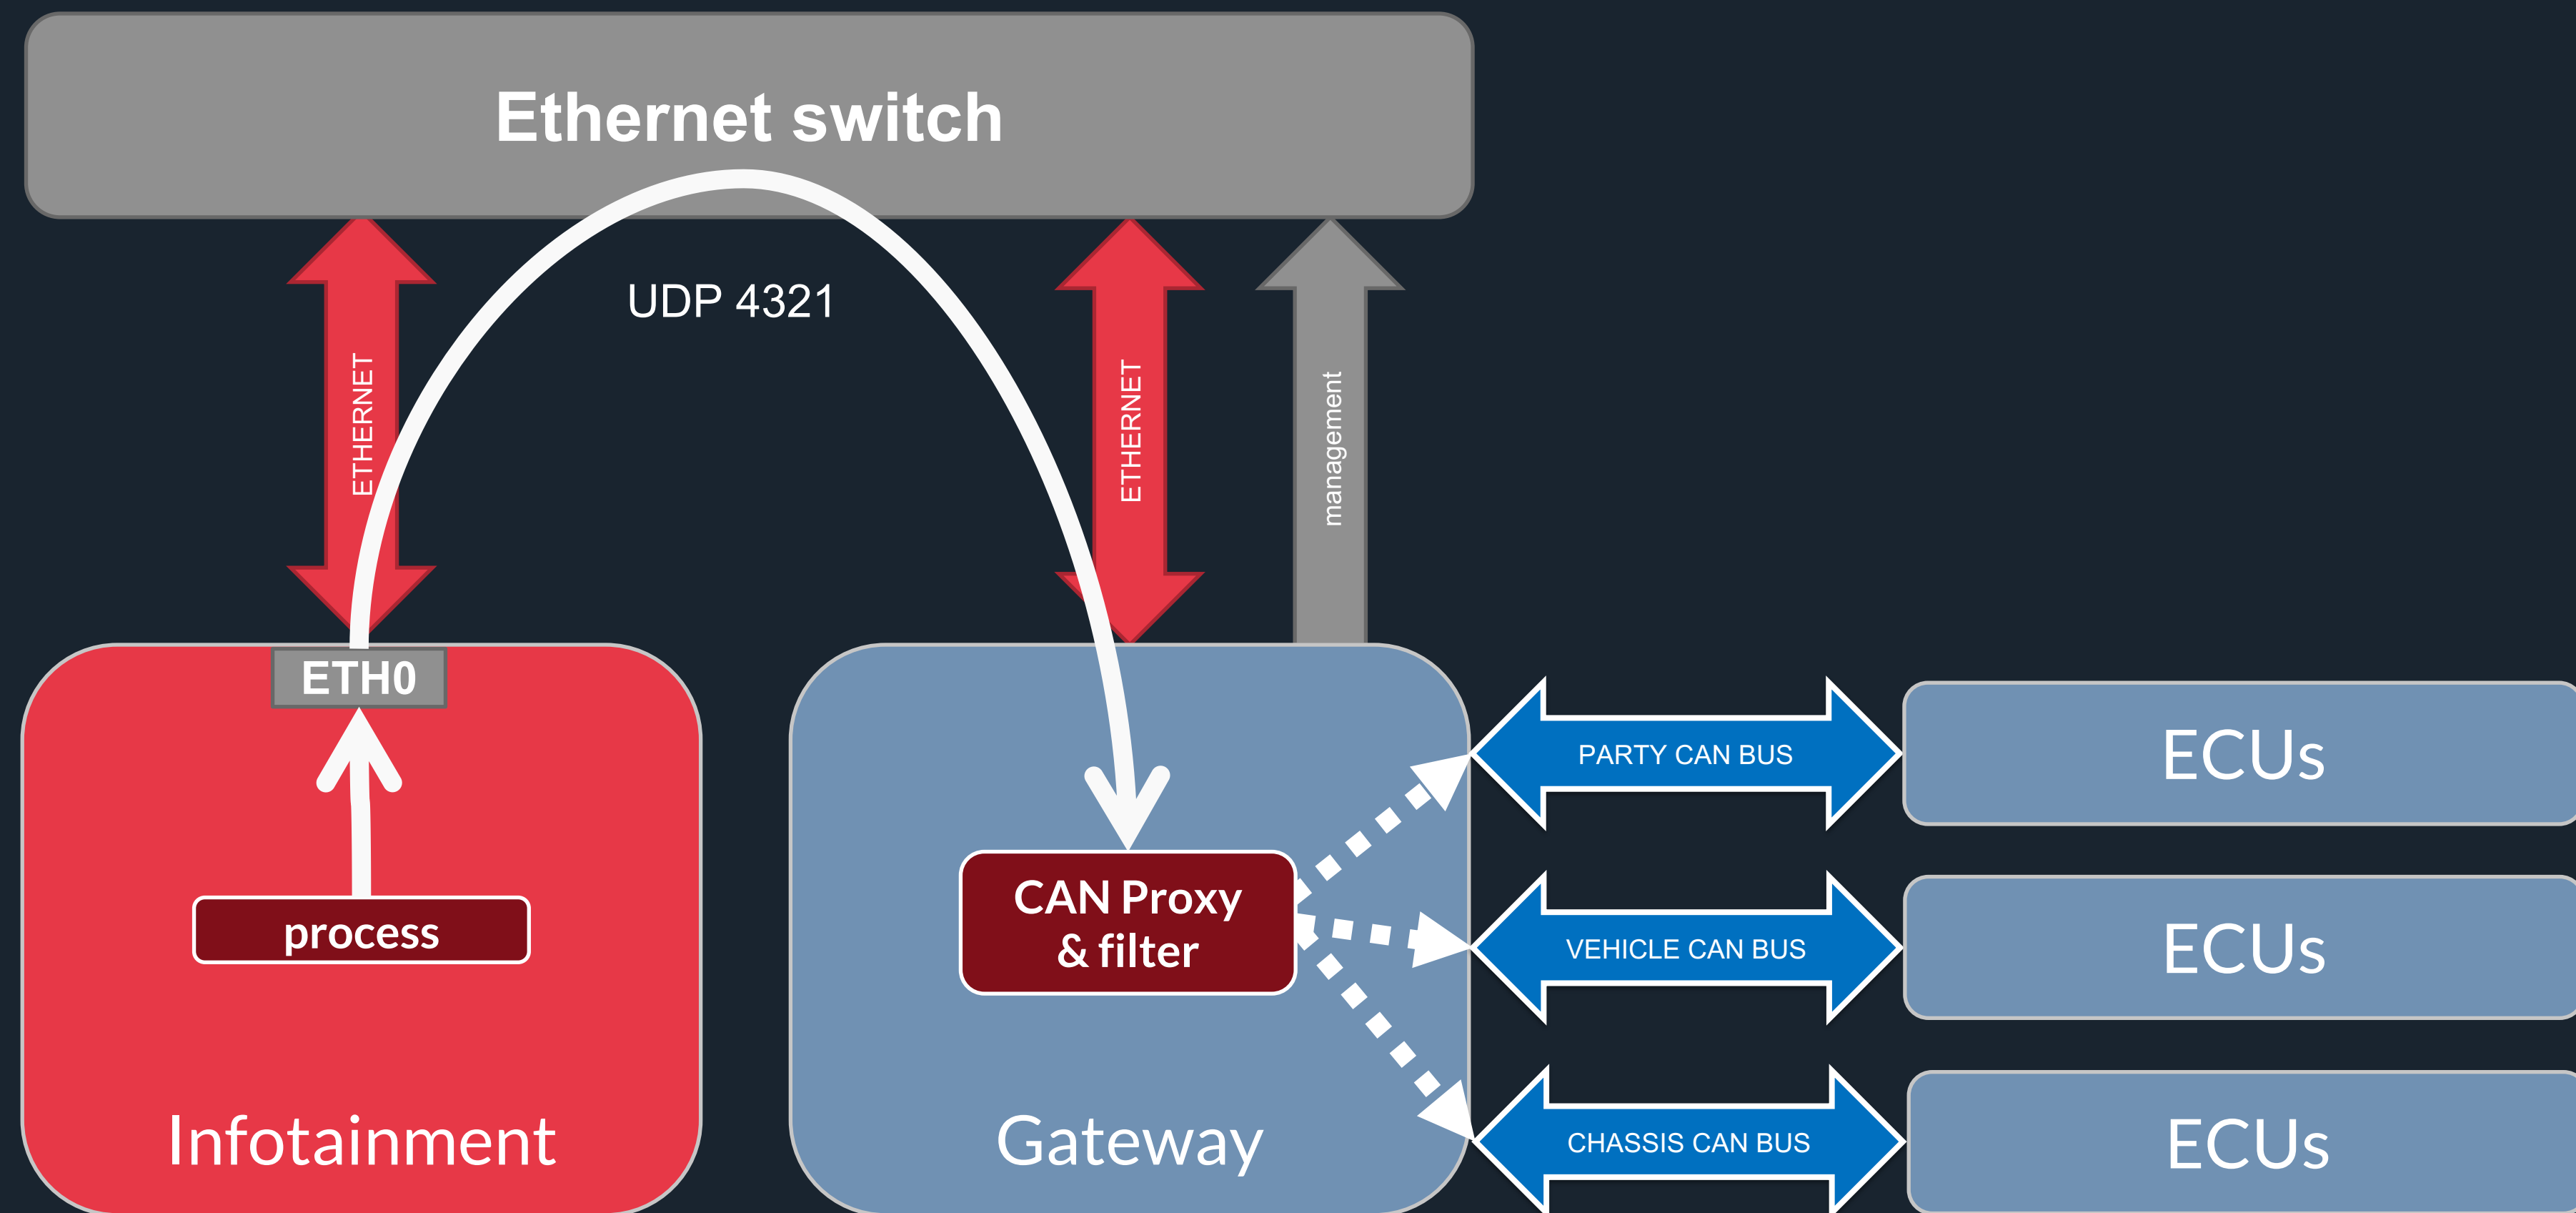 Ethernet switch
UDP 4321
ETHERNET
ETHERNET
management
ETH0
process
Infotainment
CAN Proxy
& filter
Gateway
PARTY CAN BUS
ECUs
VEHICLE CAN BUS
ECUs
CHASSIS CAN BUS
ECUs